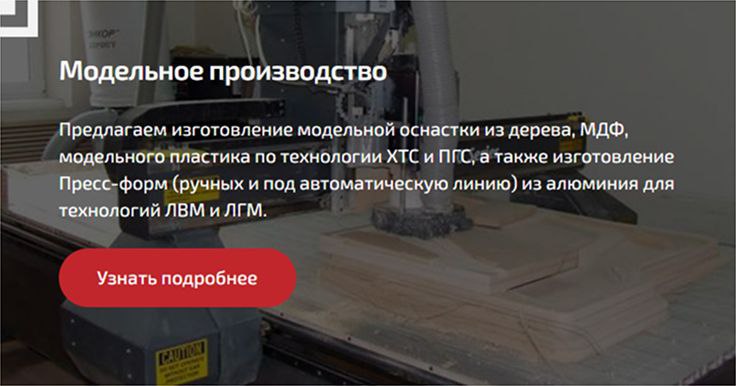 Модельное производство
Предлагаем изготовление модельной оснастки из дерева, МДФ,
модельного пластика по технологии ХТС и ПГС, а также изготовление
Пресс-форм (ручных и под автоматическую линию) из алюминия для
технологий ЛВМ и ЛГМ.
Узнать подробнее
CAUTION